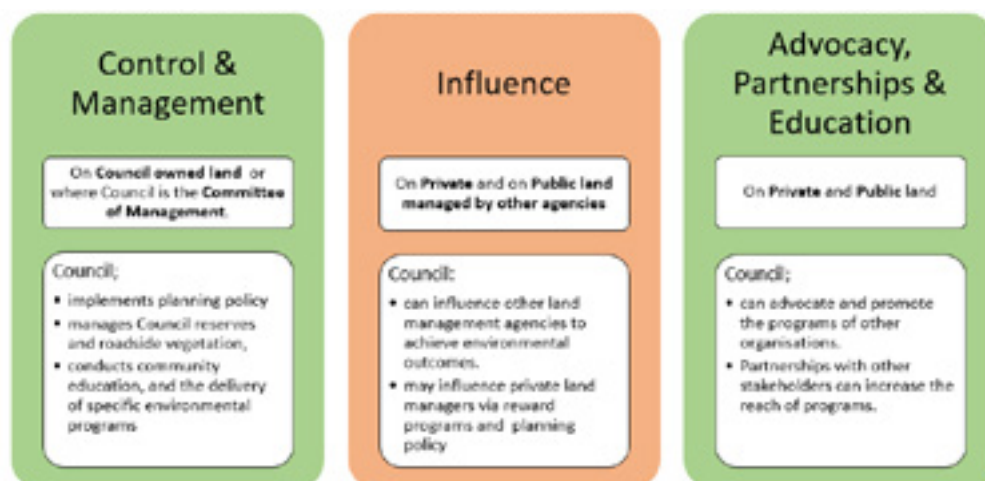 Control &
Management
On Council owned land or
where Council is the Committee
of Management.
Council;
• implements planning policy
• manages Council reserves
and roadside vegetation,
• conducts community
education, and the delivery
of specific environmental
programs
Influence
On Private and on Public land
managed by other agencies
Council:
• can influence other land
management agencies to
achieve environmental
outcomes.
• may influence private land
managers via reward
programs and planning
policy
Advocacy,
Partnerships &
Education
On Private and Public land
Council;
• can advocate and promote
the programs of other
organisations.
• Partnerships with other
stakeholders can increase the
reach of programs.